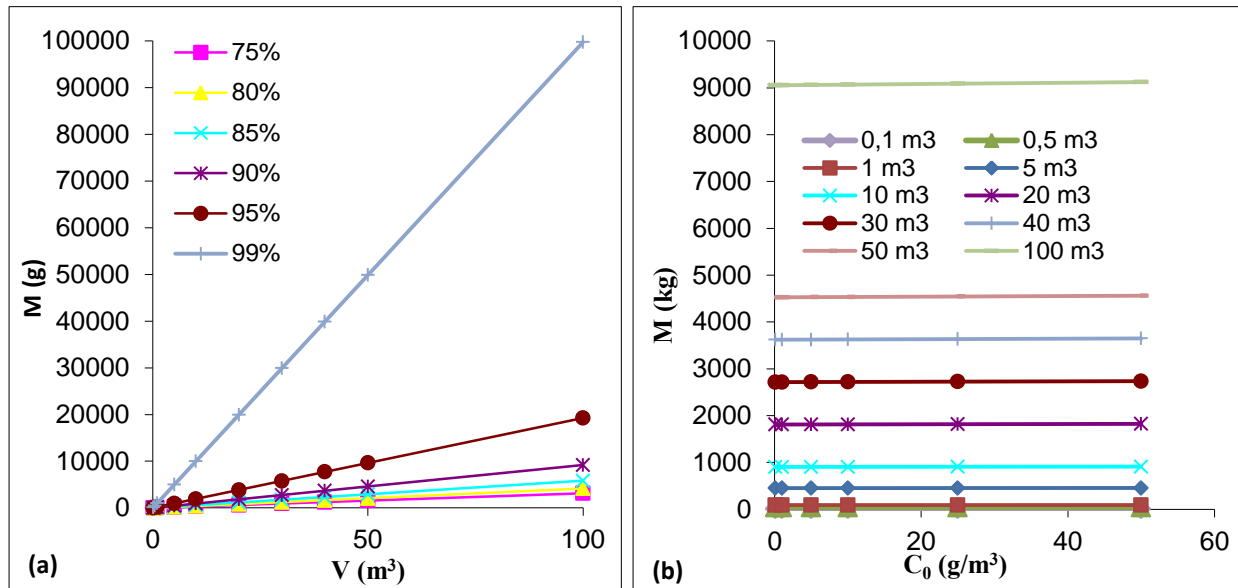 100000
90000
80000
70000
60000
50000
40000
30000
20000
10000
0
M (g)
75%
80%
85%
90%
95%
99%
0 50 100
(a) V (m³)
10000
9000
8000
7000
6000
5000
4000
3000
2000
1000
0
M (kg)
0,1 m3 0,5 m3
1 m3 5 m3
10 m3 20 m3
30 m3 40 m3
50 m3 100 m3
0 20 40 60
(b) C₀ (g/m³)